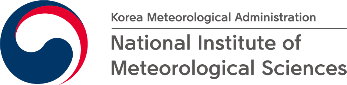 Korea Meteorological Administration
National Institute of
Meteorological Sciences